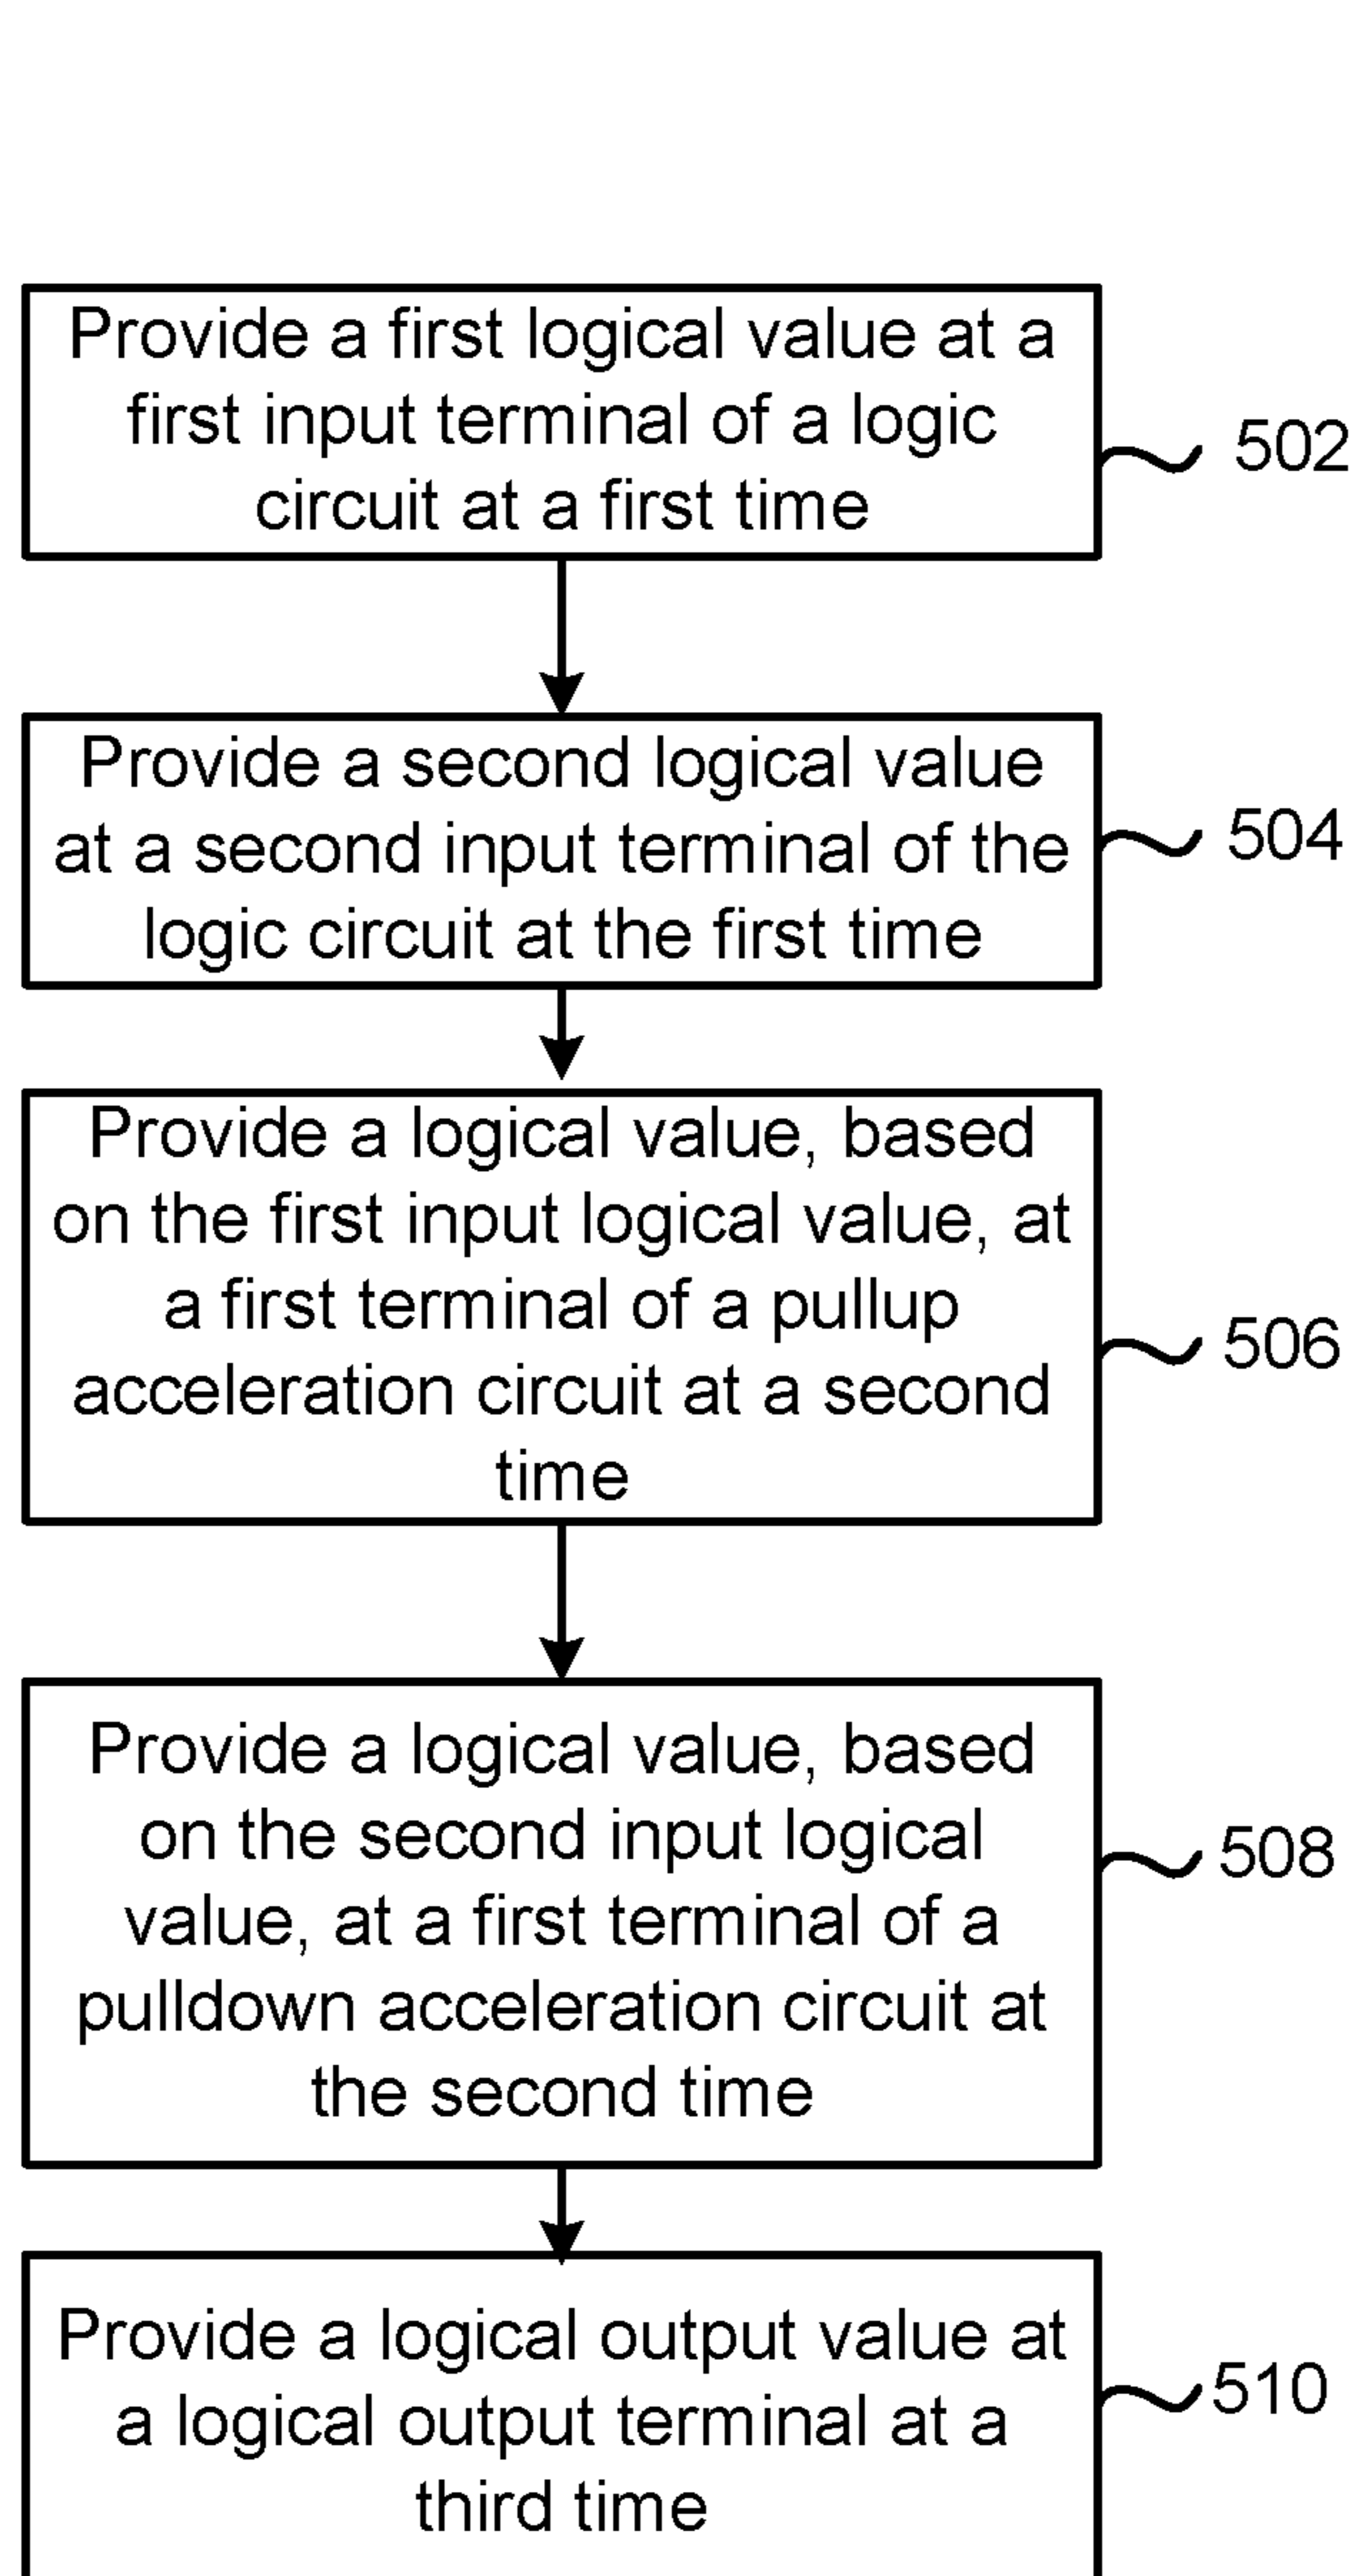 Provide a first logical value at a
first input terminal of a logic
circuit at a first time
502
Provide a second logical value
at a second input terminal of the
logic circuit at the first time
504
Provide a logical value, based
on the first input logical value, at
a first terminal of a pullup
acceleration circuit at a second
time
506
Provide a logical value, based
on the second input logical
value, at a first terminal of a
pulldown acceleration circuit at
the second time
508
Provide a logical output value at
a logical output terminal at a
third time
510